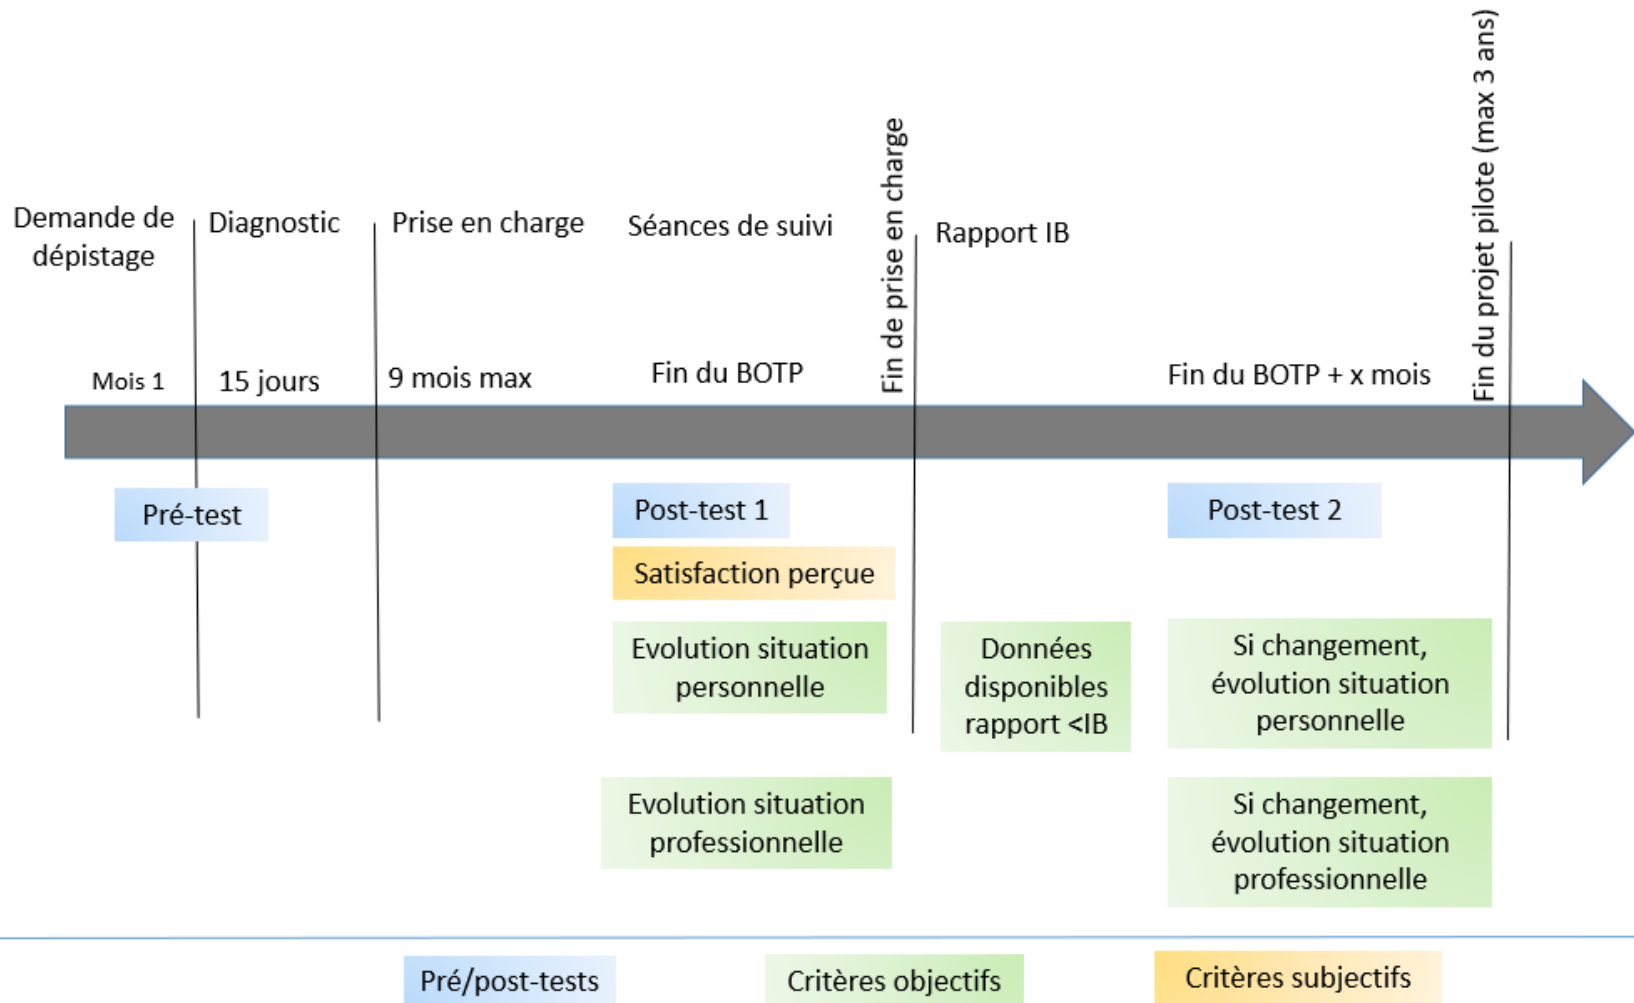 Demande de
dépistage
Diagnostic
Prise en charge
Séances de suivi
Fin de prise en charge
Rapport IB
Fin du projet pilote (max 3 ans)
Mois 1
15 jours
9 mois max
Fin du BOTP
Fin du BOTP + x mois
Pré-test
Post-test 1
Post-test 2
Satisfaction perçue
Evolution situation
personnelle
Données
disponibles
rapport <IB
Si changement,
évolution situation
personnelle
Evolution situation
professionnelle
Si changement,
évolution situation
professionnelle
Pré/post-tests
Critères objectifs
Critères subjectifs